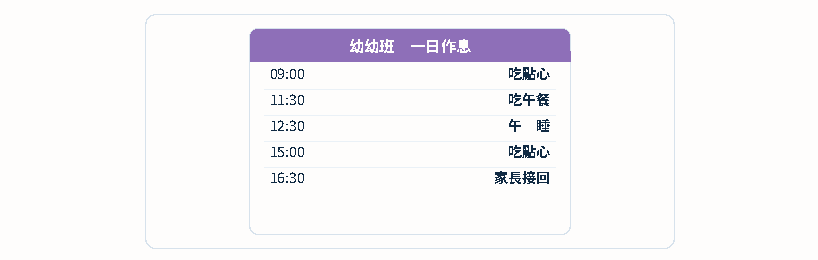 幼幼班　一日作息
09:00 吃點心
11:30 吃午餐
12:30 午　睡
15:00 吃點心
16:30 家長接回